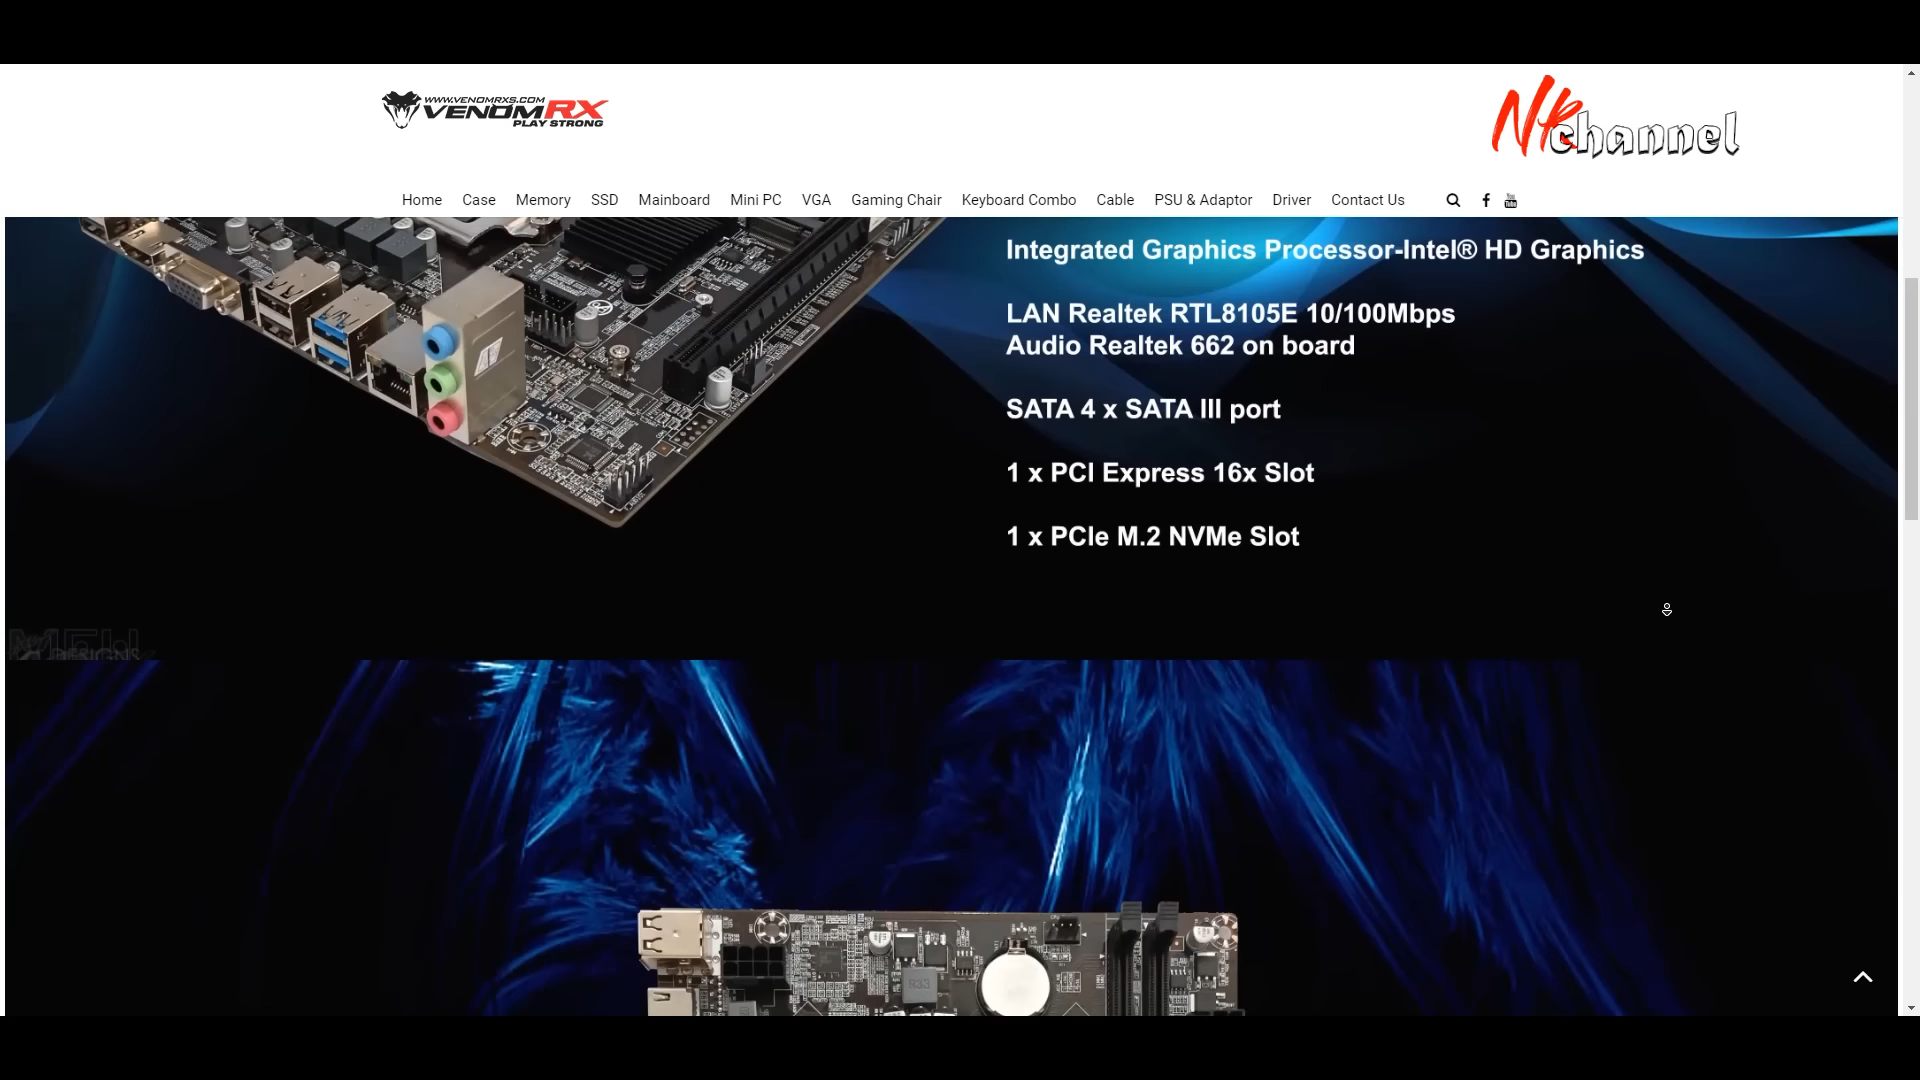 WWW.VENOMRXS.COM
VENOMRX
PLAY STRONG
NKchannel
Home Case Memory SSD Mainboard Mini PC VGA Gaming Chair Keyboard Combo Cable PSU & Adaptor Driver Contact Us
Integrated Graphics Processor-Intel® HD Graphics
LAN Realtek RTL8105E 10/100Mbps
Audio Realtek 662 on board
SATA 4 x SATA III port
1 x PCI Express 16x Slot
1 x PCIe M.2 NVMe Slot
DESIGNS
R33